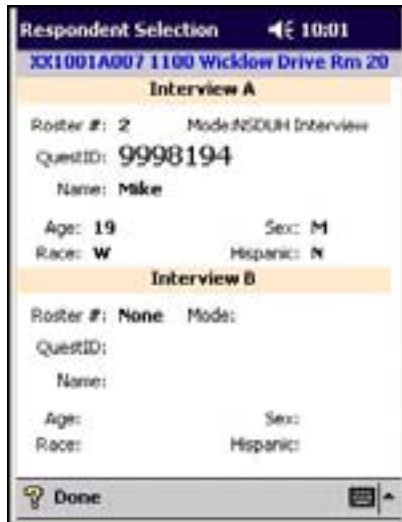 Respondent Selection 10:01
XX1001A007 1100 Wicklow Drive Rm 20
Interview A
Roster #: 2 Mode:NSDUH Interview
QuestID: 9998194
Name: Mike
Age: 19 Sex: M
Race: W Hispanic: N
Interview B
Roster #: None Mode:
QuestID:
Name:
Age: Sex:
Race: Hispanic:
? Done